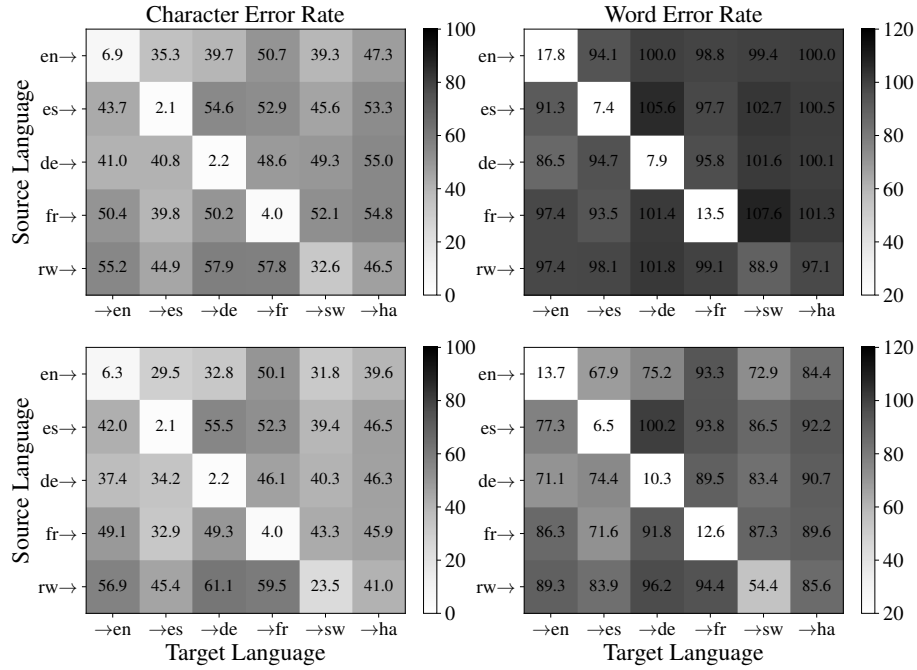 Character Error Rate
Word Error Rate
Source Language
en→ 6.9 35.3 39.7 50.7 39.3 47.3
es→ 43.7 2.1 54.6 52.9 45.6 53.3
de→ 41.0 40.8 2.2 48.6 49.3 55.0
fr→ 50.4 39.8 50.2 4.0 52.1 54.8
rw→ 55.2 44.9 57.9 57.8 32.6 46.5
→en →es →de →fr →sw →ha
100
80
60
40
20
0
en→ 17.8 94.1 100.0 98.8 99.4 100.0
es→ 91.3 7.4 105.6 97.7 102.7 100.5
de→ 86.5 94.7 7.9 95.8 101.6 100.1
fr→ 97.4 93.5 101.4 13.5 107.6 101.3
rw→ 97.4 98.1 101.8 99.1 88.9 97.1
→en →es →de →fr →sw →ha
120
100
80
60
40
20
Source Language
en→ 6.3 29.5 32.8 50.1 31.8 39.6
es→ 42.0 2.1 55.5 52.3 39.4 46.5
de→ 37.4 34.2 2.2 46.1 40.3 46.3
fr→ 49.1 32.9 49.3 4.0 43.3 45.9
rw→ 56.9 45.4 61.1 59.5 23.5 41.0
→en →es →de →fr →sw →ha
Target Language
100
80
60
40
20
0
en→ 13.7 67.9 75.2 93.3 72.9 84.4
es→ 77.3 6.5 100.2 93.8 86.5 92.2
de→ 71.1 74.4 10.3 89.5 83.4 90.7
fr→ 86.3 71.6 91.8 12.6 87.3 89.6
rw→ 89.3 83.9 96.2 94.4 54.4 85.6
→en →es →de →fr →sw →ha
Target Language
120
100
80
60
40
20